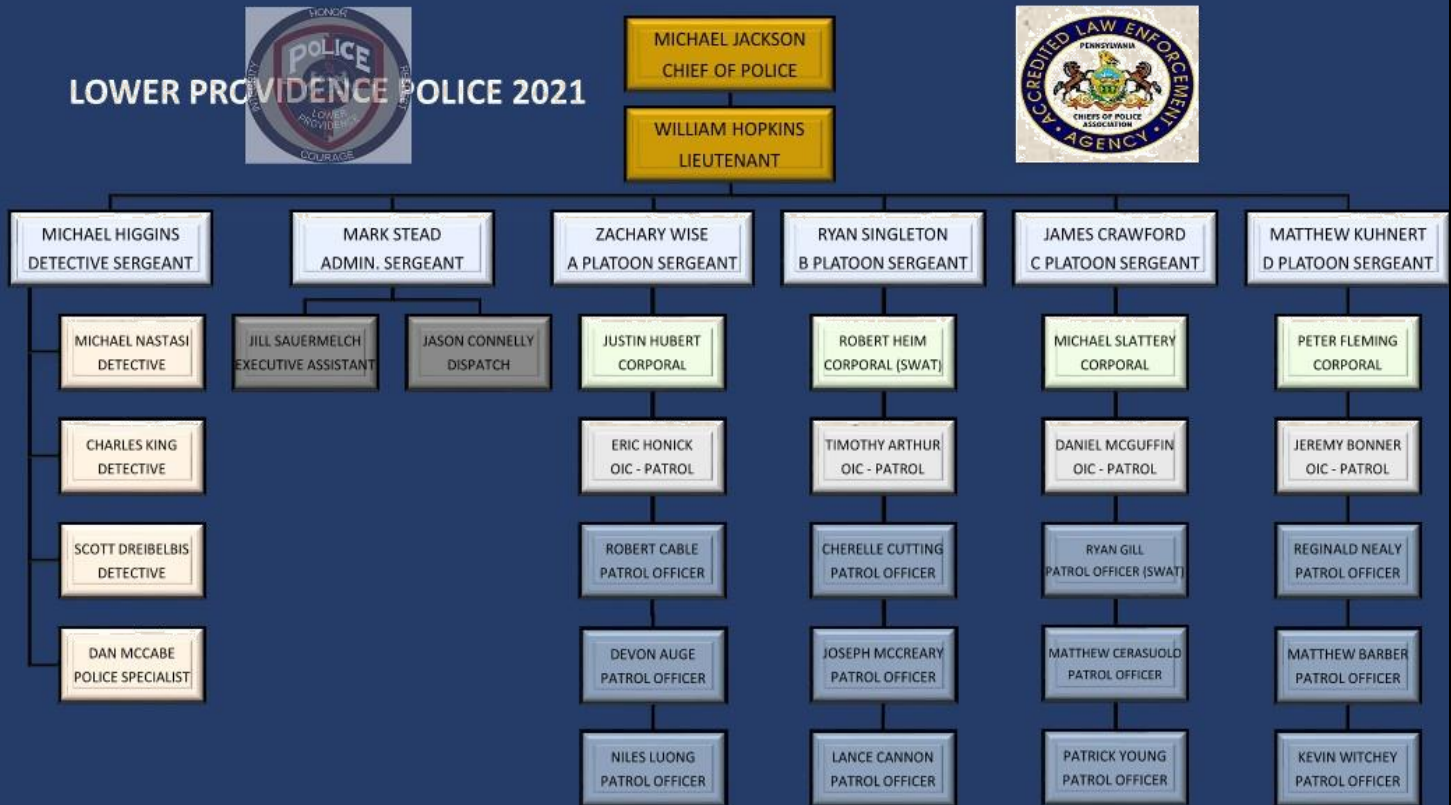 LOWER PROVIDENCE POLICE 2021
HONOR
POLICE
LOWER
PROVIDENCE
COURAGE
MICHAEL JACKSON
CHIEF OF POLICE
WILLIAM HOPKINS
LIEUTENANT
ACCREDITED LAW ENFORCEMENT
AGENCY
PENNSYLVANIA
CHIEFS OF POLICE
ASSOCIATION
MICHAEL HIGGINS
DETECTIVE SERGEANT
MARK STEAD
ADMIN. SERGEANT
ZACHARY WISE
A PLATOON SERGEANT
RYAN SINGLETON
B PLATOON SERGEANT
JAMES CRAWFORD
C PLATOON SERGEANT
MATTHEW KUHNERT
D PLATOON SERGEANT
MICHAEL NASTASI
DETECTIVE
JILL SAUERMELCH
EXECUTIVE ASSISTANT
JASON CONNELLY
DISPATCH
JUSTIN HUBERT
CORPORAL
ROBERT HEIM
CORPORAL (SWAT)
MICHAEL SLATTERY
CORPORAL
PETER FLEMING
CORPORAL
CHARLES KING
DETECTIVE
ERIC HONICK
OIC - PATROL
TIMOTHY ARTHUR
OIC - PATROL
DANIEL MCGUFFIN
OIC - PATROL
JEREMY BONNER
OIC - PATROL
SCOTT DREIBELBIS
DETECTIVE
ROBERT CABLE
PATROL OFFICER
CHERELLE CUTTING
PATROL OFFICER
RYAN GILL
PATROL OFFICER (SWAT)
REGINALD NEALY
PATROL OFFICER
DAN MCCABE
POLICE SPECIALIST
DEVON AUGE
PATROL OFFICER
JOSEPH MCCREARY
PATROL OFFICER
MATTHEW CERASUOLO
PATROL OFFICER
MATTHEW BARBER
PATROL OFFICER
NILES LUONG
PATROL OFFICER
LANCE CANNON
PATROL OFFICER
PATRICK YOUNG
PATROL OFFICER
KEVIN WITCHEY
PATROL OFFICER